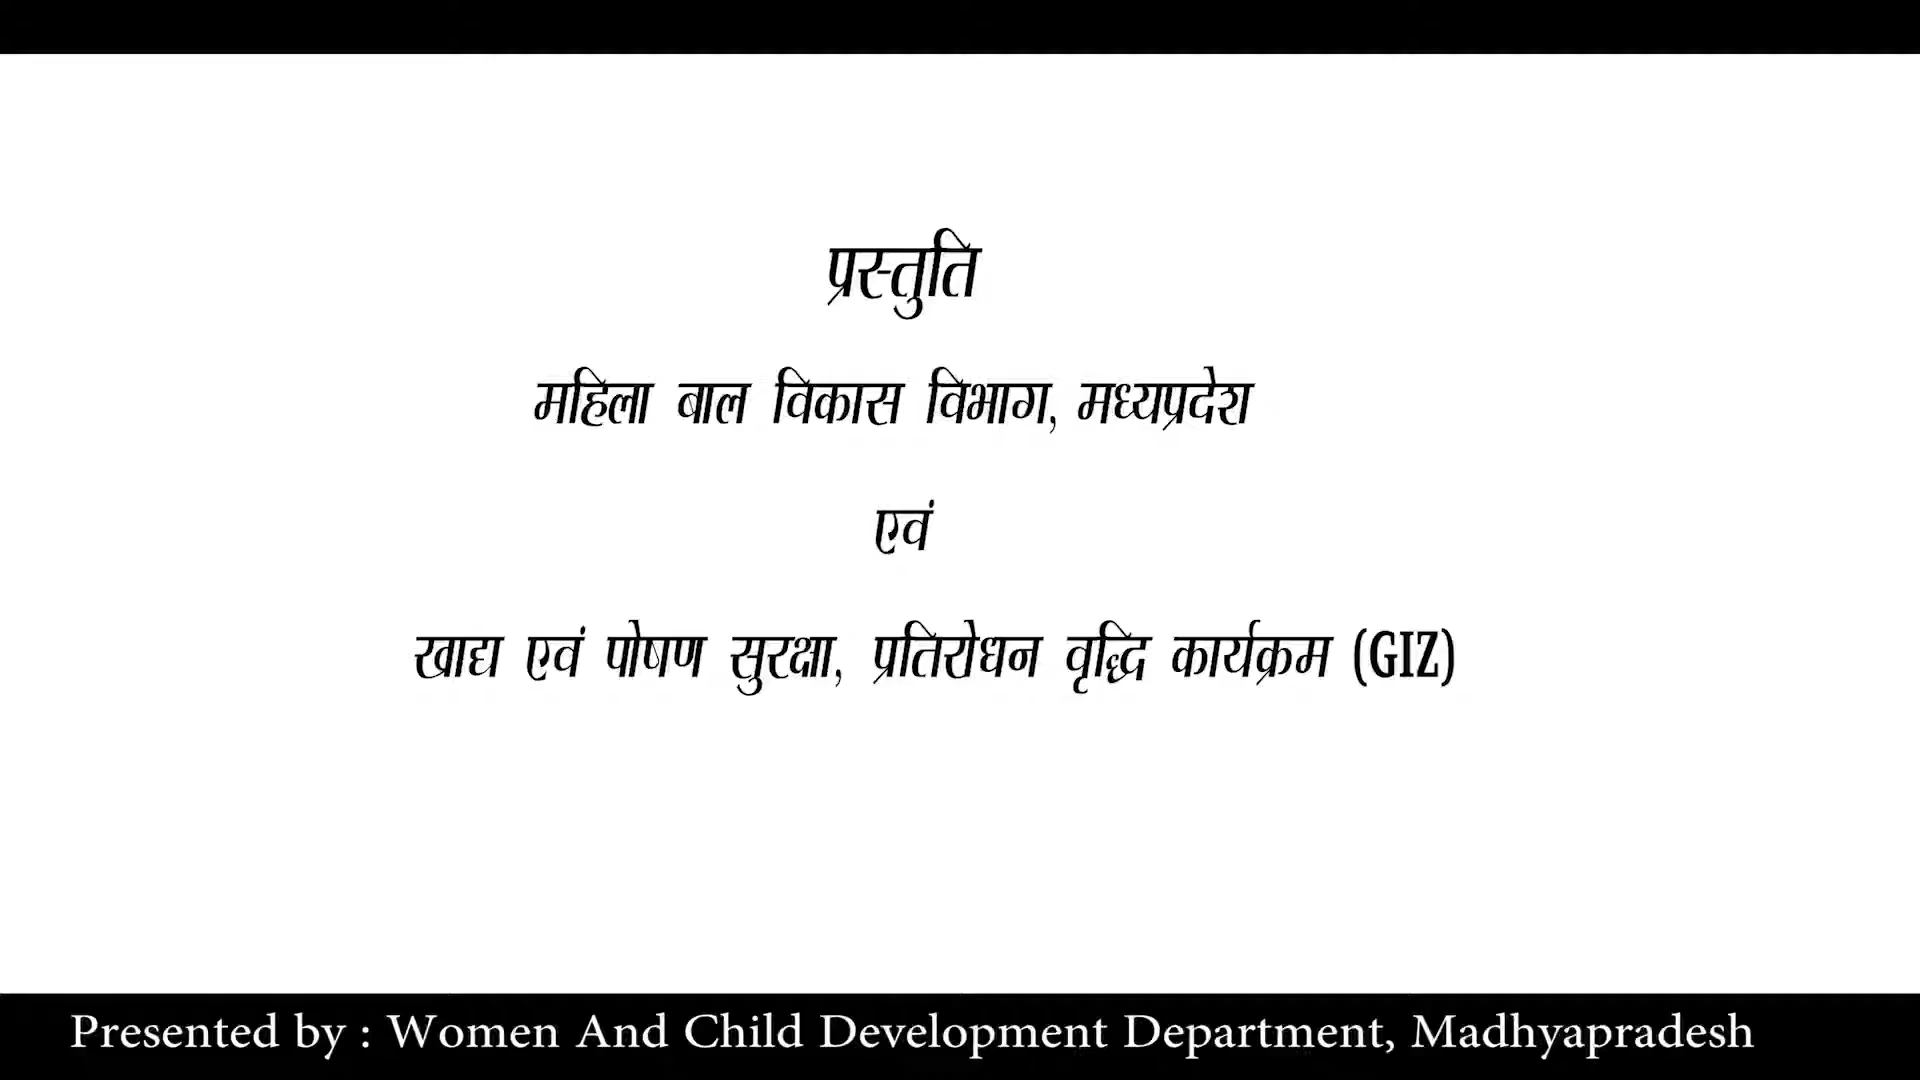 प्रस्तुति
महिला बाल विकास विभाग, मध्यप्रदेश
एवं
खाद्य एवं पोषण सुरक्षा, प्रतिरोधन वृद्धि कार्यक्रम (GIZ)
Presented by : Women And Child Development Department, Madhyapradesh